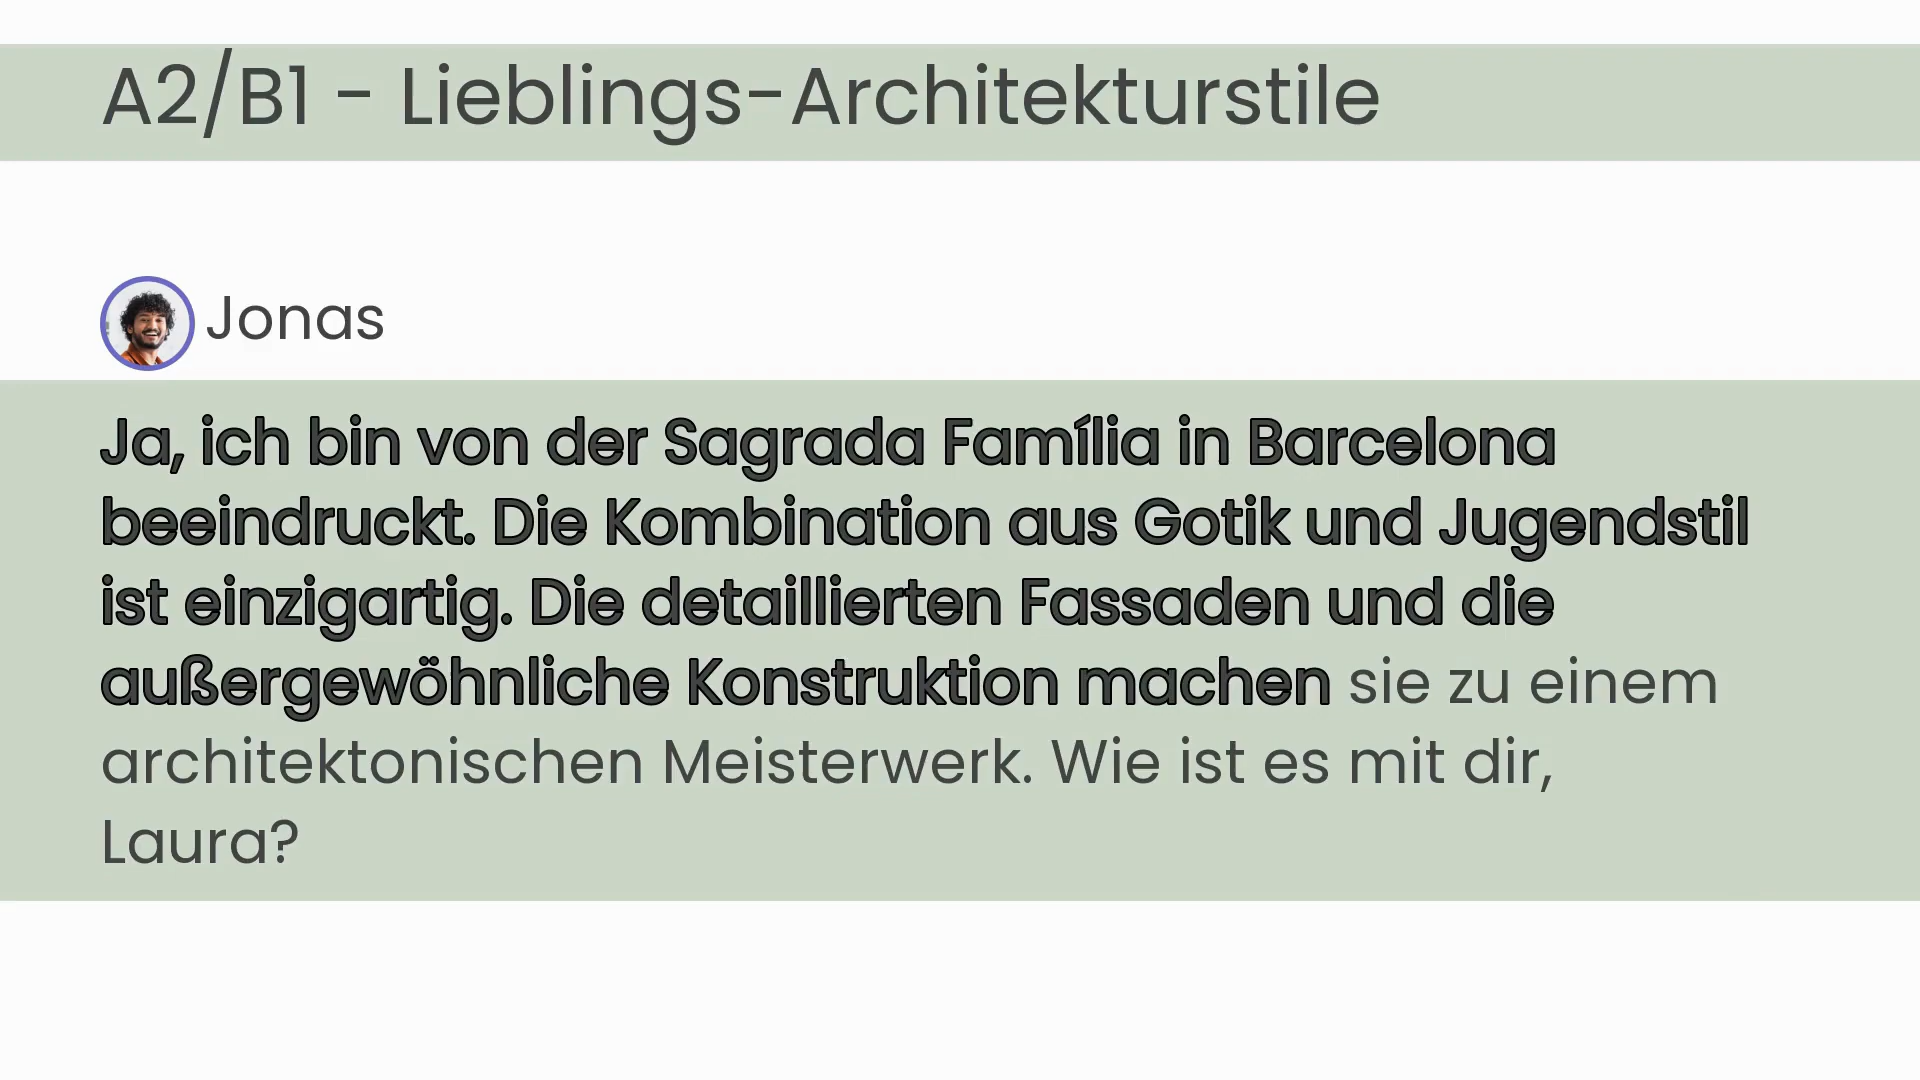 A2/B1 - Lieblings-Architekturstile
Jonas
Ja, ich bin von der Sagrada Família in Barcelona
beeindruckt. Die Kombination aus Gotik und Jugendstil
ist einzigartig. Die detaillierten Fassaden und die
außergewöhnliche Konstruktion machen sie zu einem
architektonischen Meisterwerk. Wie ist es mit dir,
Laura?